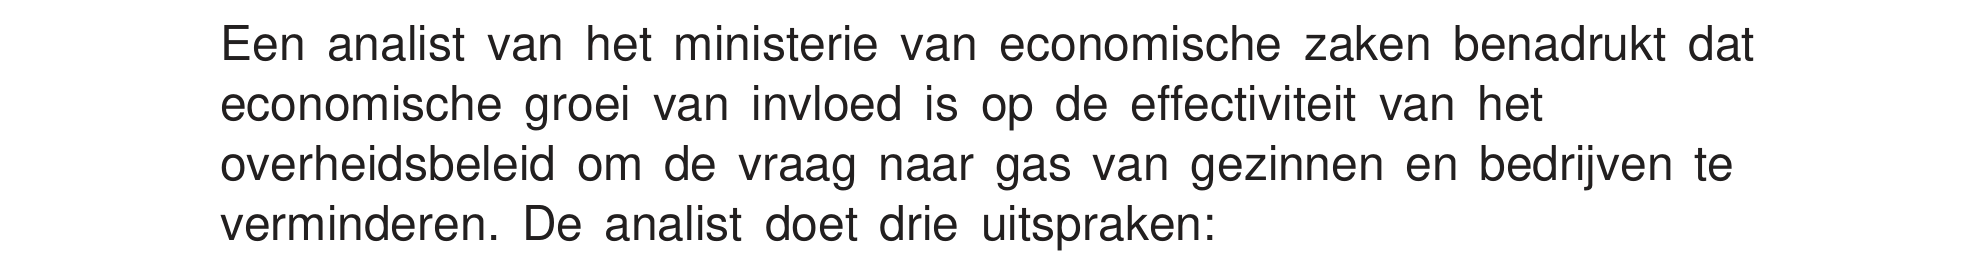 Een analist van het ministerie van economische zaken benadrukt dat
economische groei van invloed is op de effectiviteit van het
overheidsbeleid om de vraag naar gas van gezinnen en bedrijven te
verminderen. De analist doet drie uitspraken: